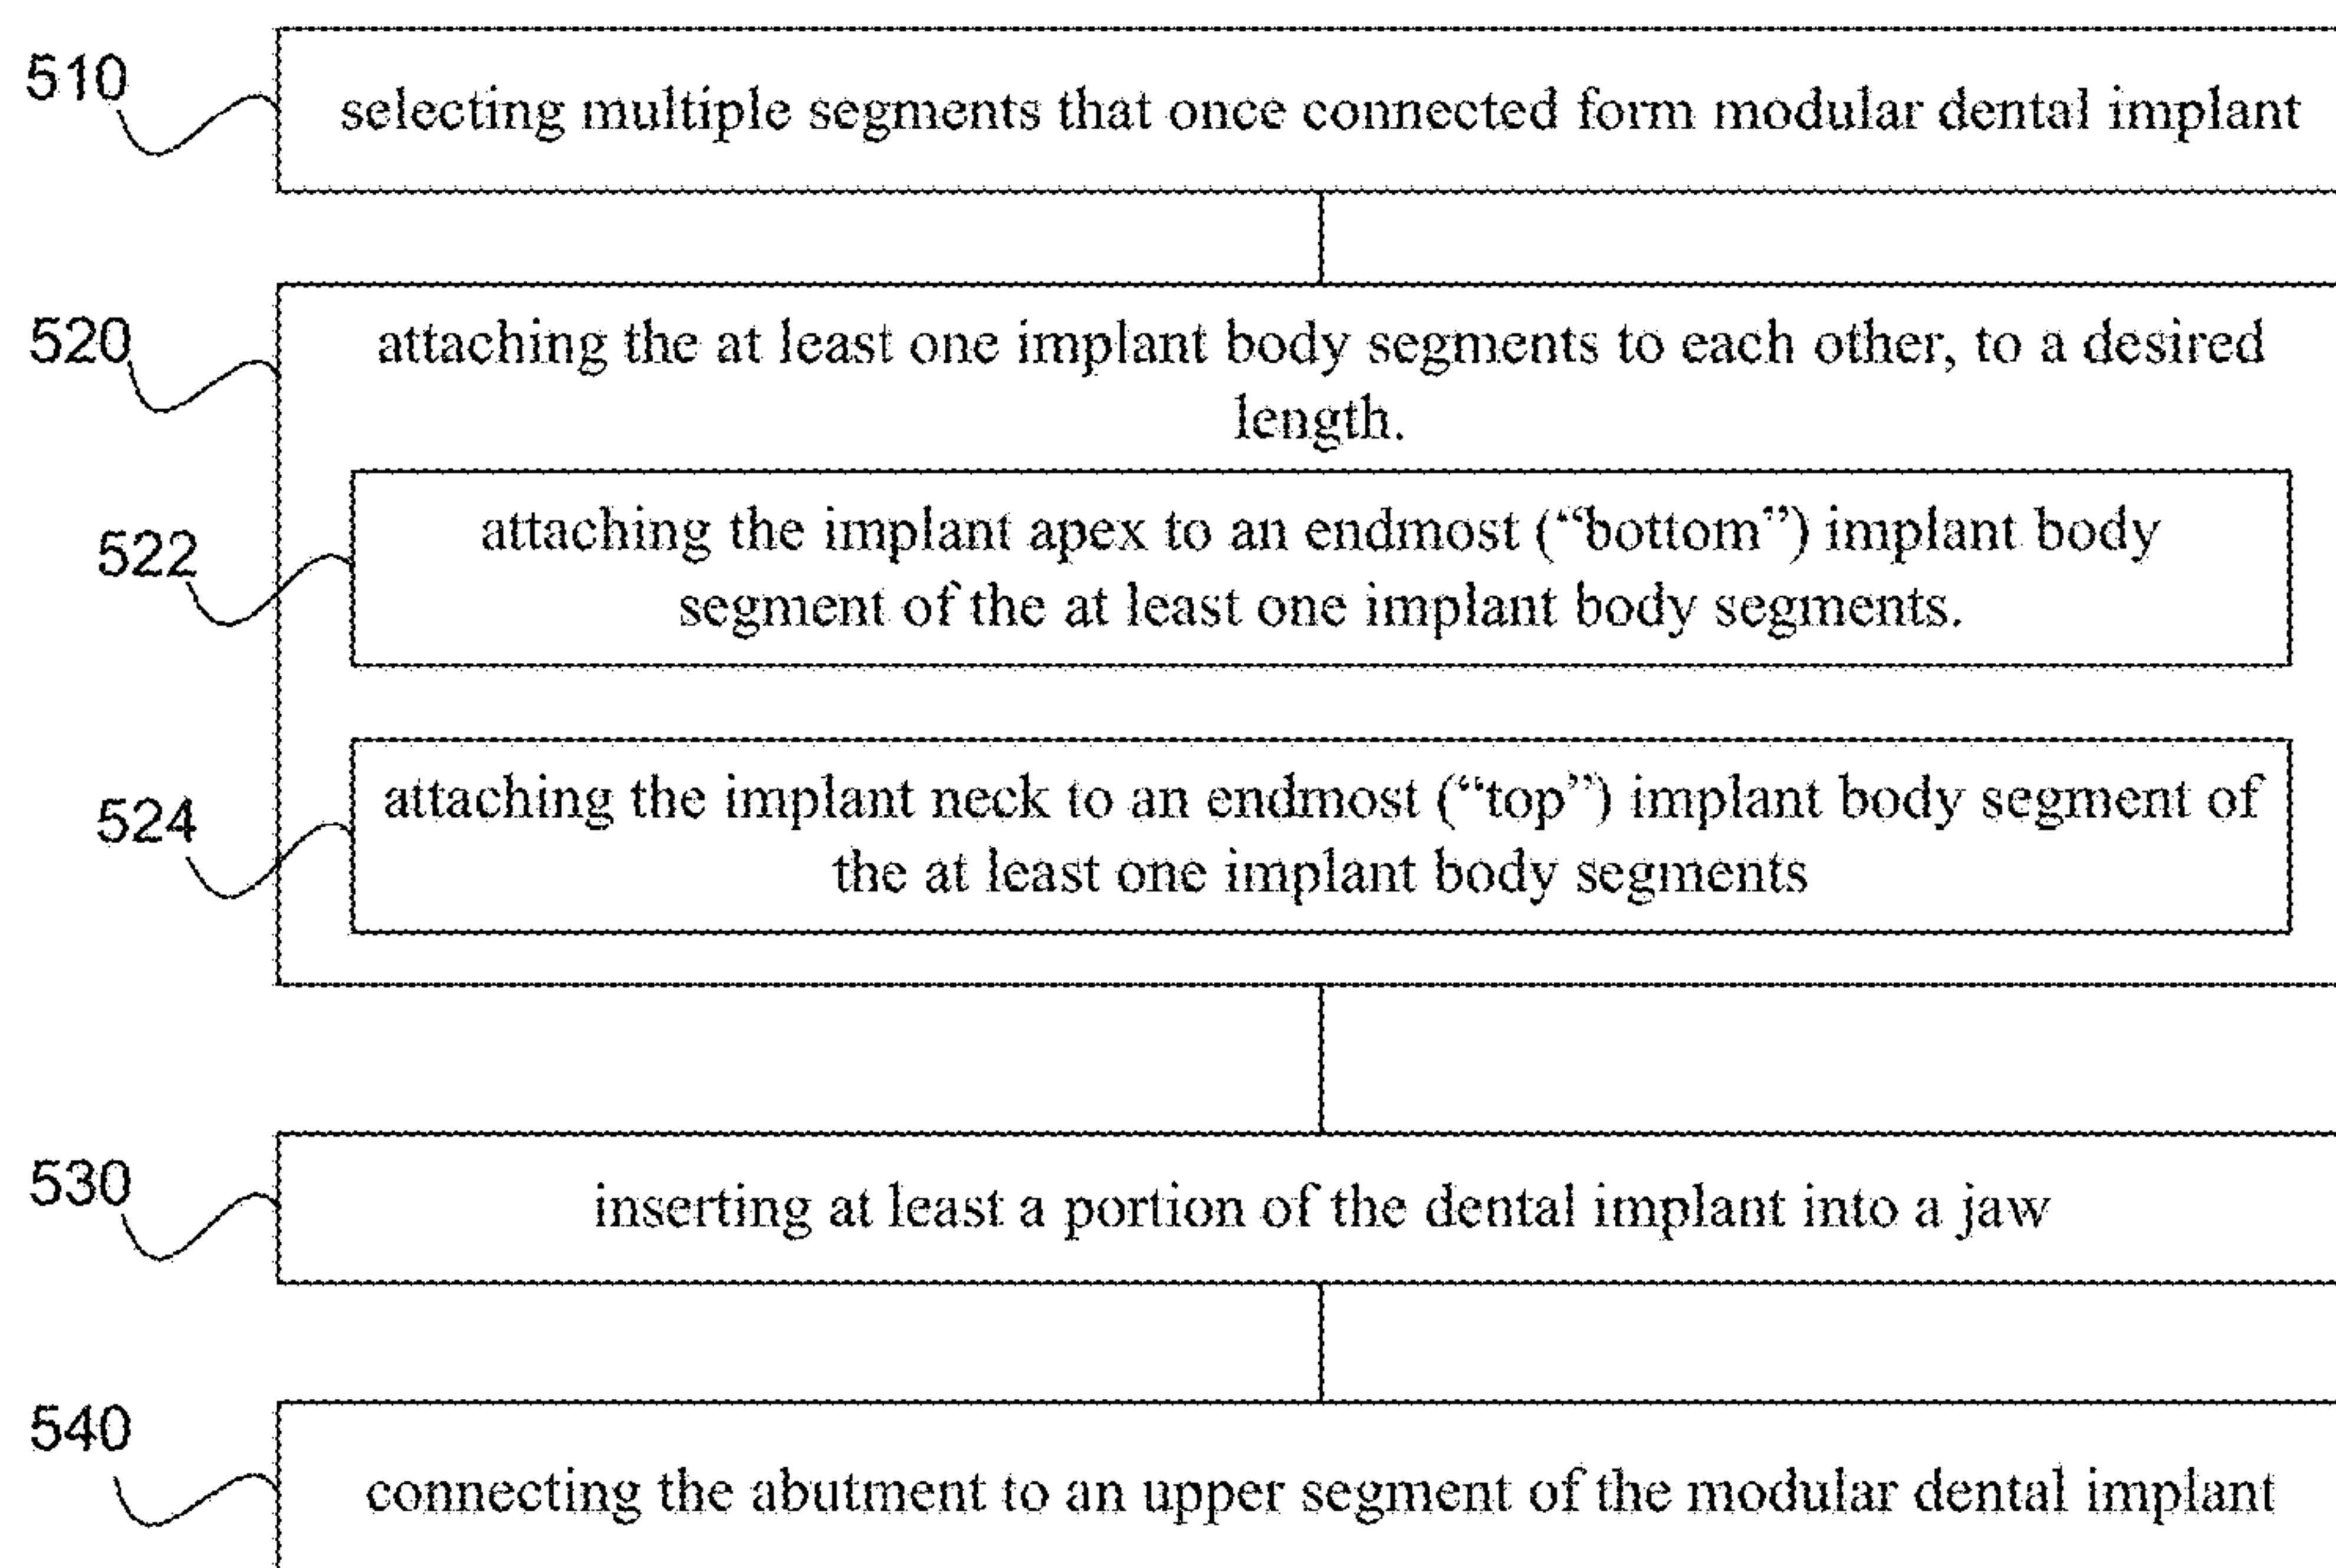 510
selecting multiple segments that once connected form modular dental implant
520
attaching the at least one implant body segments to each other, to a desired
length.
522
attaching the implant apex to an endmost (“bottom”) implant body
segment of the at least one implant body segments.
524
attaching the implant neck to an endmost (“top”) implant body segment of
the at least one implant body segments
530
inserting at least a portion of the dental implant into a jaw
540
connecting the abutment to an upper segment of the modular dental implant